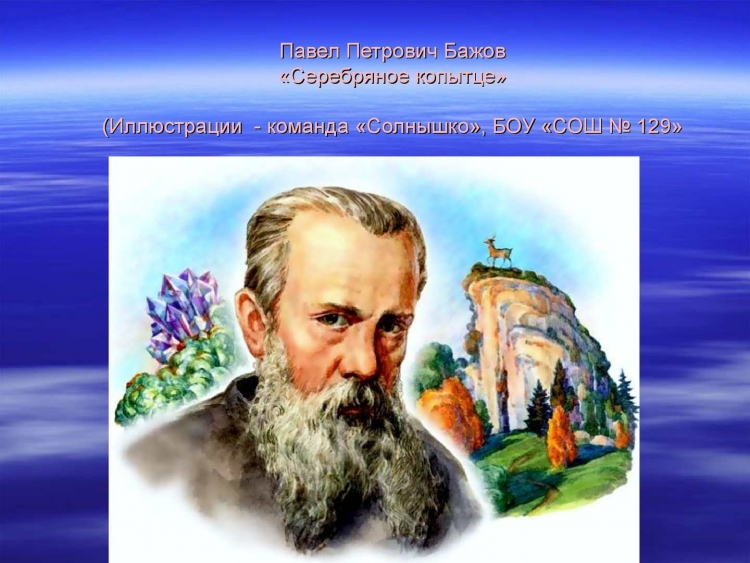 Павел Петрович Бажов
«Серебряное копытце»
(Иллюстрации - команда «Солнышко», БОУ «СОШ № 129»